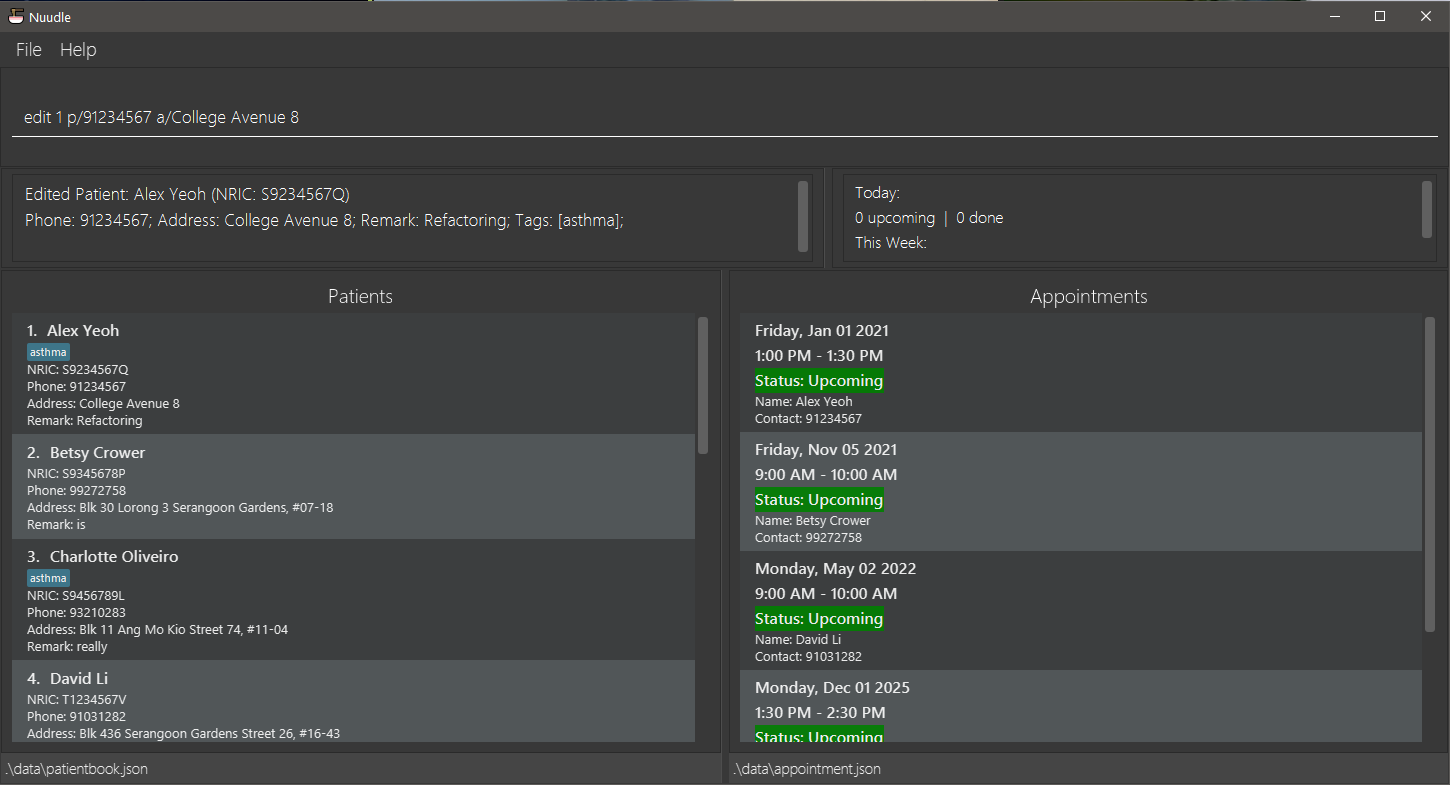 Nuudle
File Help
edit 1 p/91234567 a/College Avenue 8
Edited Patient: Alex Yeoh (NRIC: S9234567Q)
Phone: 91234567; Address: College Avenue 8; Remark: Refactoring; Tags: [asthma];
Today:
0 upcoming | 0 done
This Week:
Patients
1. Alex Yeoh
asthma
NRIC: S9234567Q
Phone: 91234567
Address: College Avenue 8
Remark: Refactoring
2. Betsy Crower
NRIC: S9345678P
Phone: 99272758
Address: Blk 30 Lorong 3 Serangoon Gardens, #07-18
Remark: is
3. Charlotte Oliveiro
asthma
NRIC: S9456789L
Phone: 93210283
Address: Blk 11 Ang Mo Kio Street 74, #11-04
Remark: really
4. David Li
NRIC: T1234567V
Phone: 91031282
Address: Blk 436 Serangoon Gardens Street 26, #16-43
.\data\patientbook.json
Appointments
Friday, Jan 01 2021
1:00 PM - 1:30 PM
Status: Upcoming
Name: Alex Yeoh
Contact: 91234567
Friday, Nov 05 2021
9:00 AM - 10:00 AM
Status: Upcoming
Name: Betsy Crower
Contact: 99272758
Monday, May 02 2022
9:00 AM - 10:00 AM
Status: Upcoming
Name: David Li
Contact: 91031282
Monday, Dec 01 2025
1:30 PM - 2:30 PM
Status: Upcoming
.\data\appointment.json